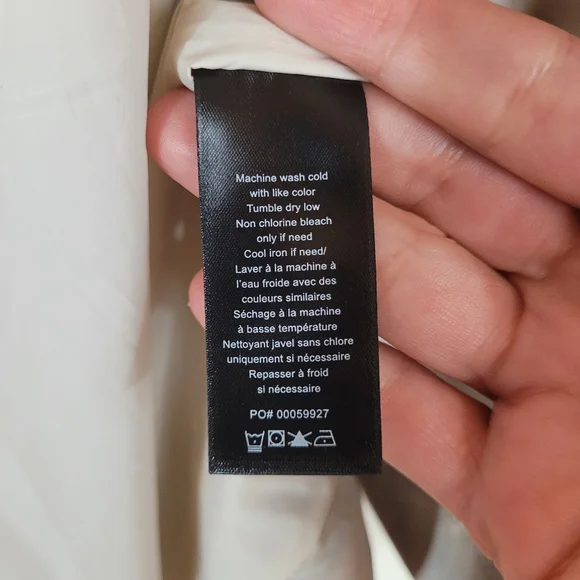 Machine wash cold
with like color
Tumble dry low
Non chlorine bleach
only if need
Cool iron if need/
Laver à la machine à
l'eau froide avec des
couleurs similaires
Séchage à la machine
à basse température
Nettoyant javel sans chlore
uniquement si nécessaire
Repasser à froid
si nécessaire
PO# 00059927